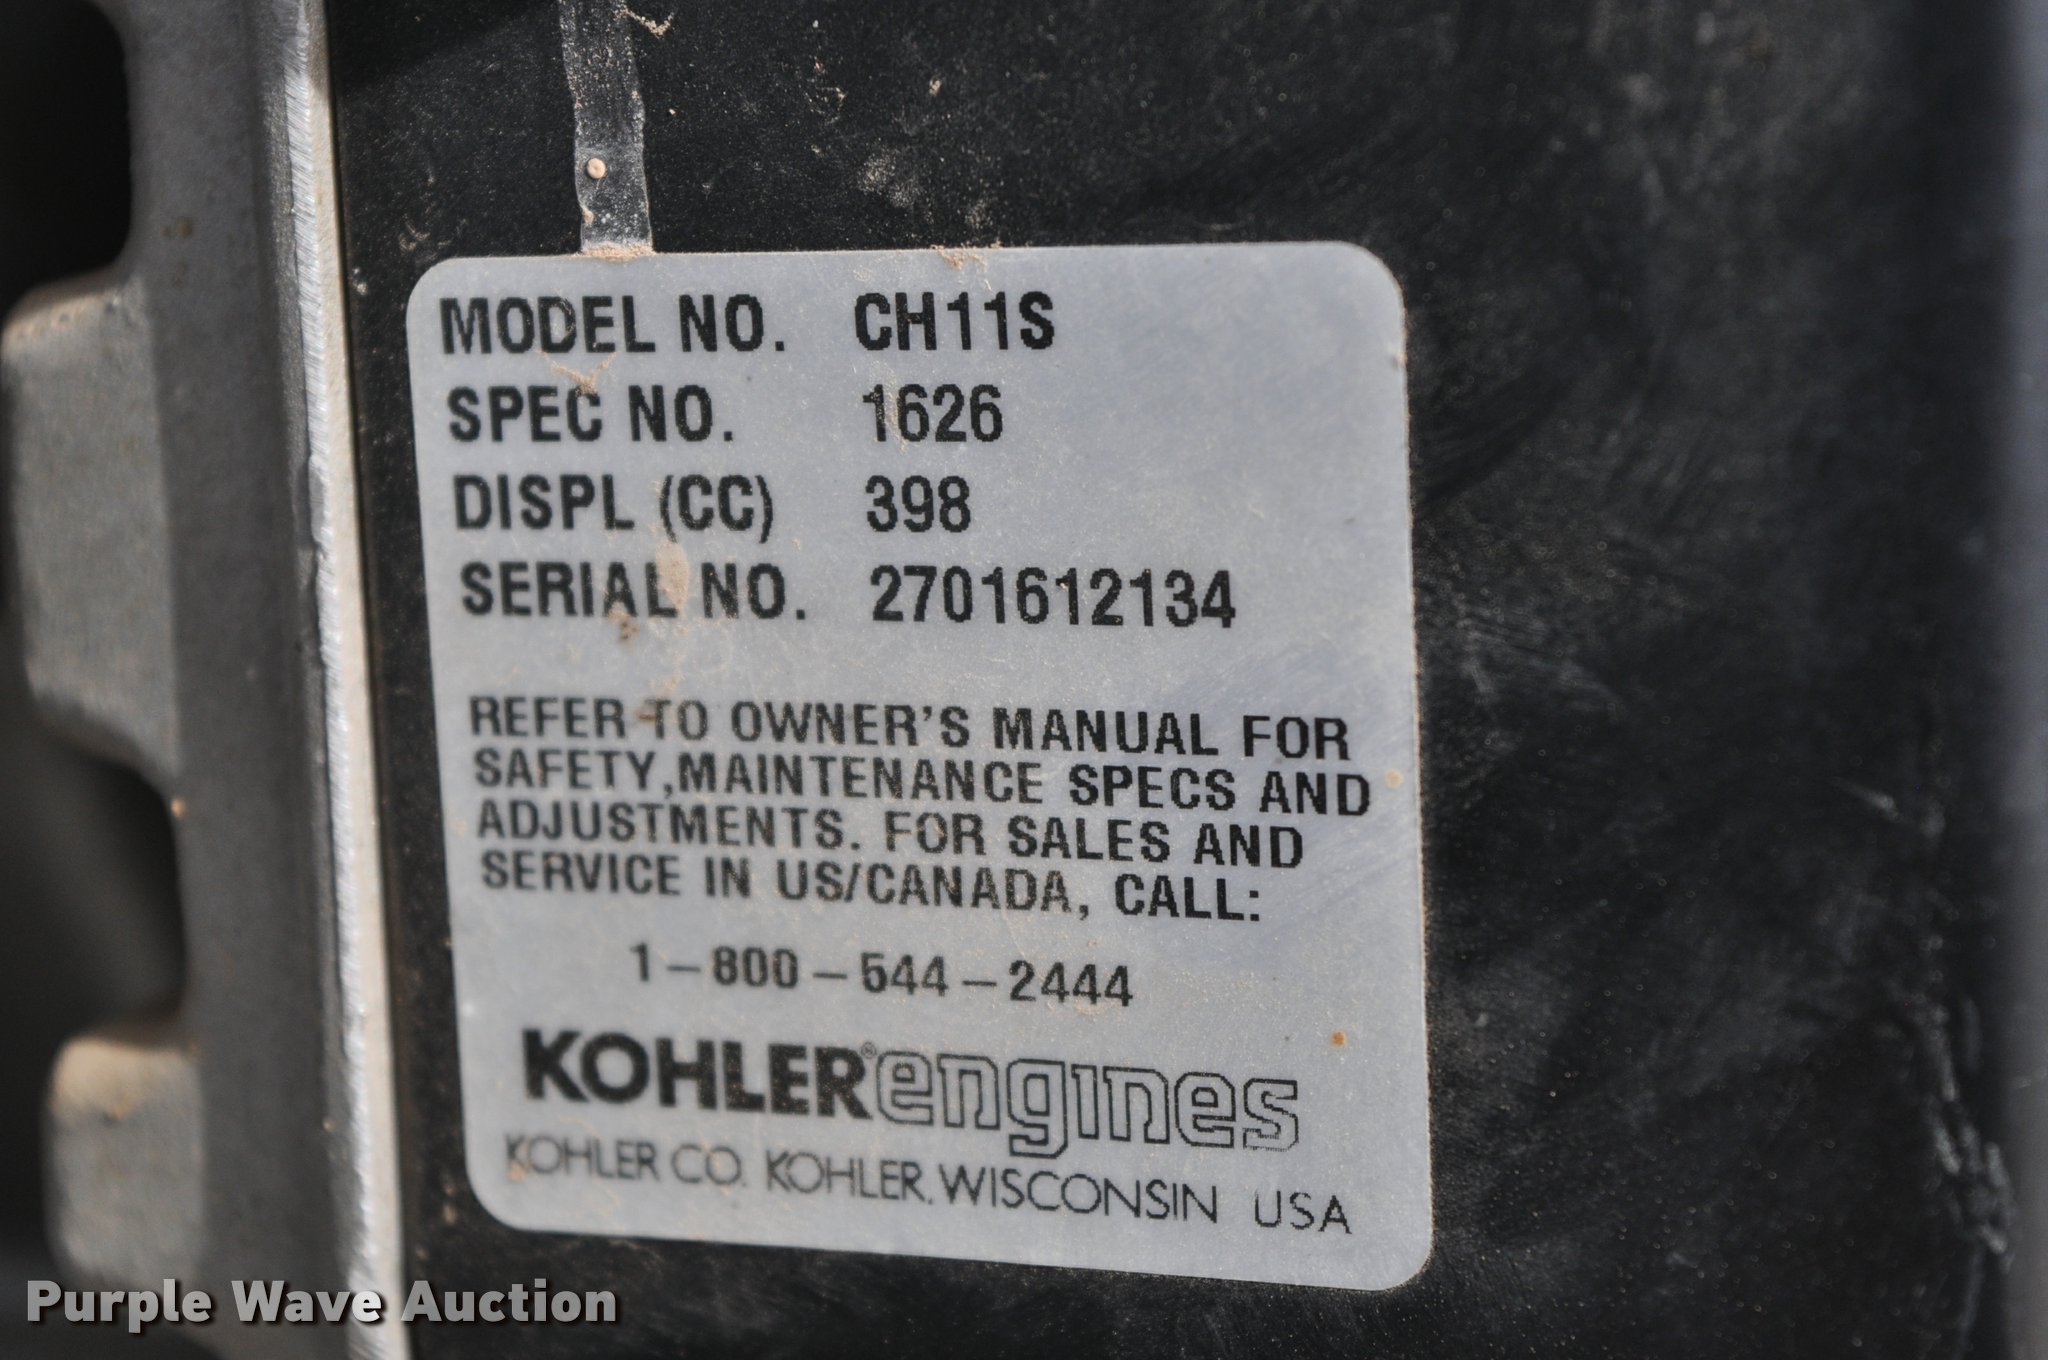 MODEL NO. CH11S
SPEC NO. 1626
DISPL (CC) 398
SERIAL NO. 2701612134
REFER TO OWNER'S MANUAL FOR
SAFETY,MAINTENANCE SPECS AND
ADJUSTMENTS. FOR SALES AND
SERVICE IN US/CANADA, CALL:
1-800-544-2444
KOHLER® engines
KOHLER CO. KOHLER, WISCONSIN USA
Purple Wave Auction